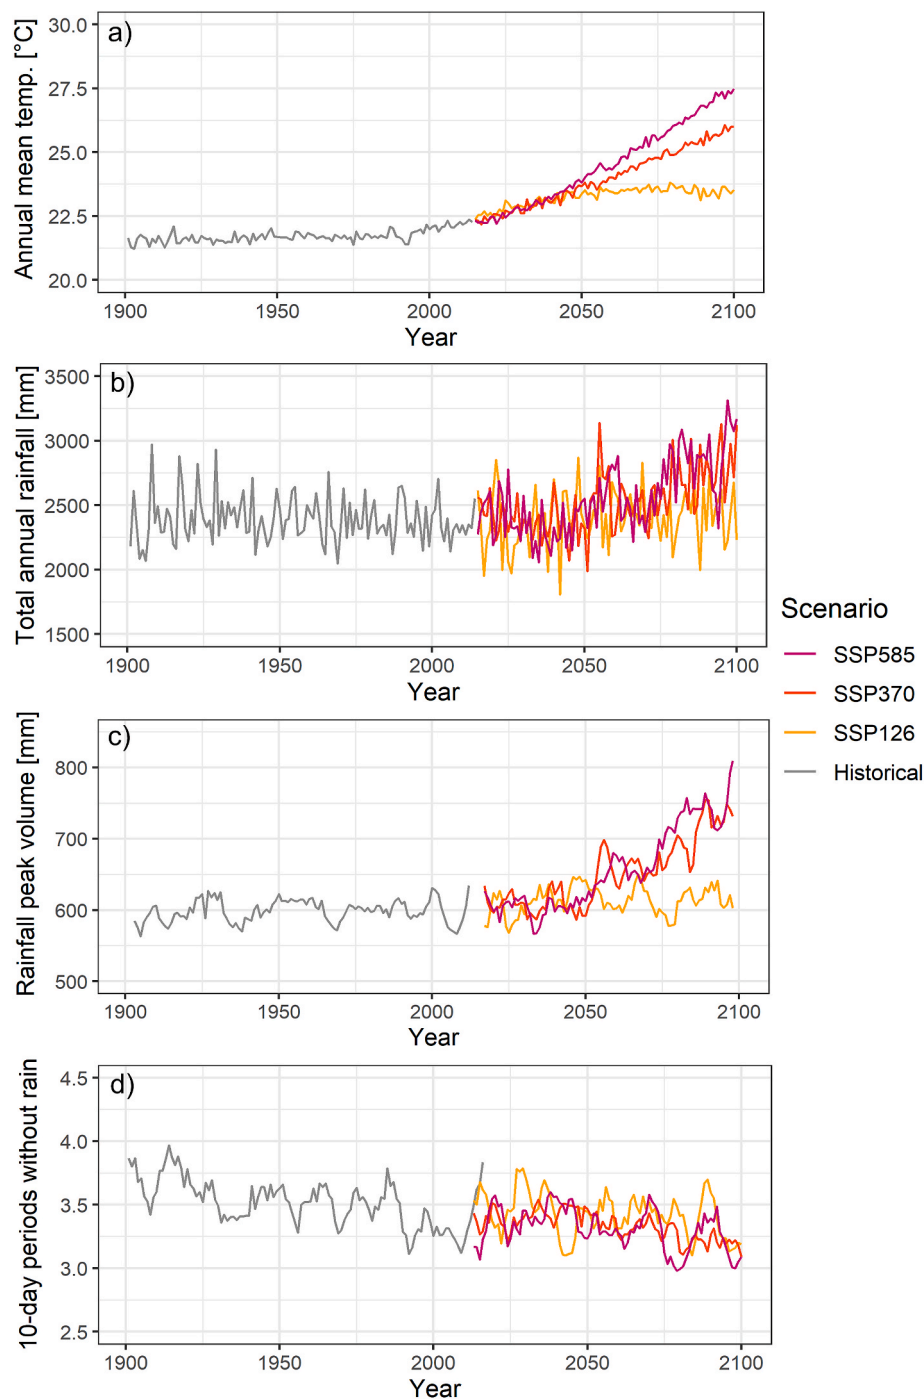 a)
Annual mean temp. [°C]
30.0
27.5
25.0
22.5
20.0
1900 1950 2000 2050 2100
Year
b)
Total annual rainfall [mm]
3500
3000
2500
2000
1500
1900 1950 2000 2050 2100
Year
Scenario
SSP585
SSP370
SSP126
Historical
c)
Rainfall peak volume [mm]
800
700
600
500
1900 1950 2000 2050 2100
Year
d)
10-day periods without rain
4.5
4.0
3.5
3.0
2.5
1900 1950 2000 2050 2100
Year